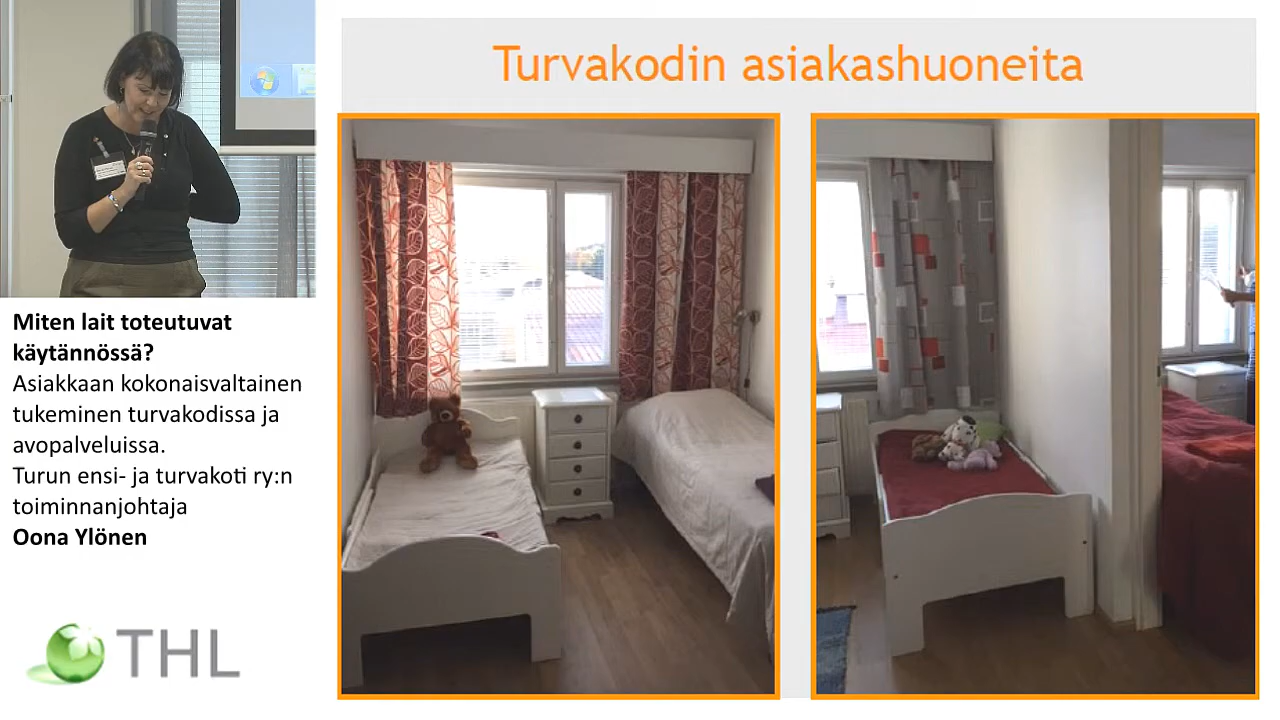 Turvakodin asiakashuoneita
Miten lait toteutuvat
käytännössä?
Asiakkaan kokonaisvaltainen
tukeminen turvakodissa ja
avopalveluissa.
Turun ensi- ja turvakoti ry:n
toiminnanjohtaja
Oona Ylönen
THL